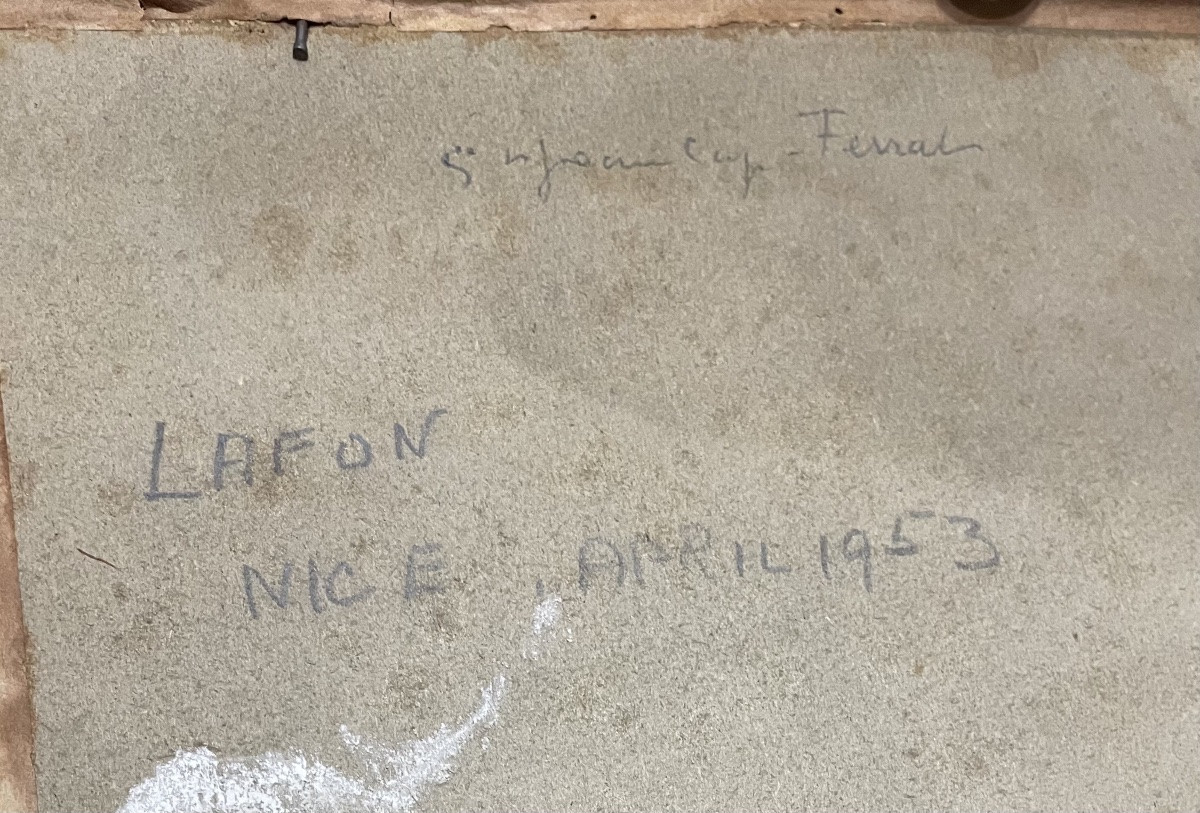 St Jean Cap-Ferrat
LAFON
NICE, APRIL 1953